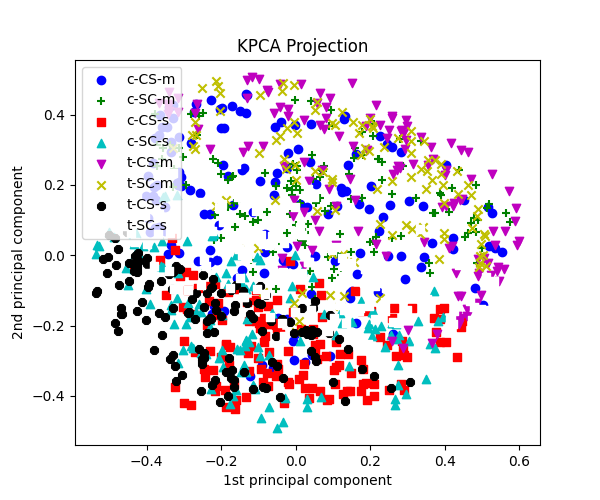 KPCA Projection
c-CS-m
c-SC-m
c-CS-s
c-SC-s
t-CS-m
t-SC-m
t-CS-s
t-SC-s
0.4
0.2
0.0
−0.2
−0.4
2nd principal component
−0.4 −0.2 0.0 0.2 0.4 0.6
1st principal component